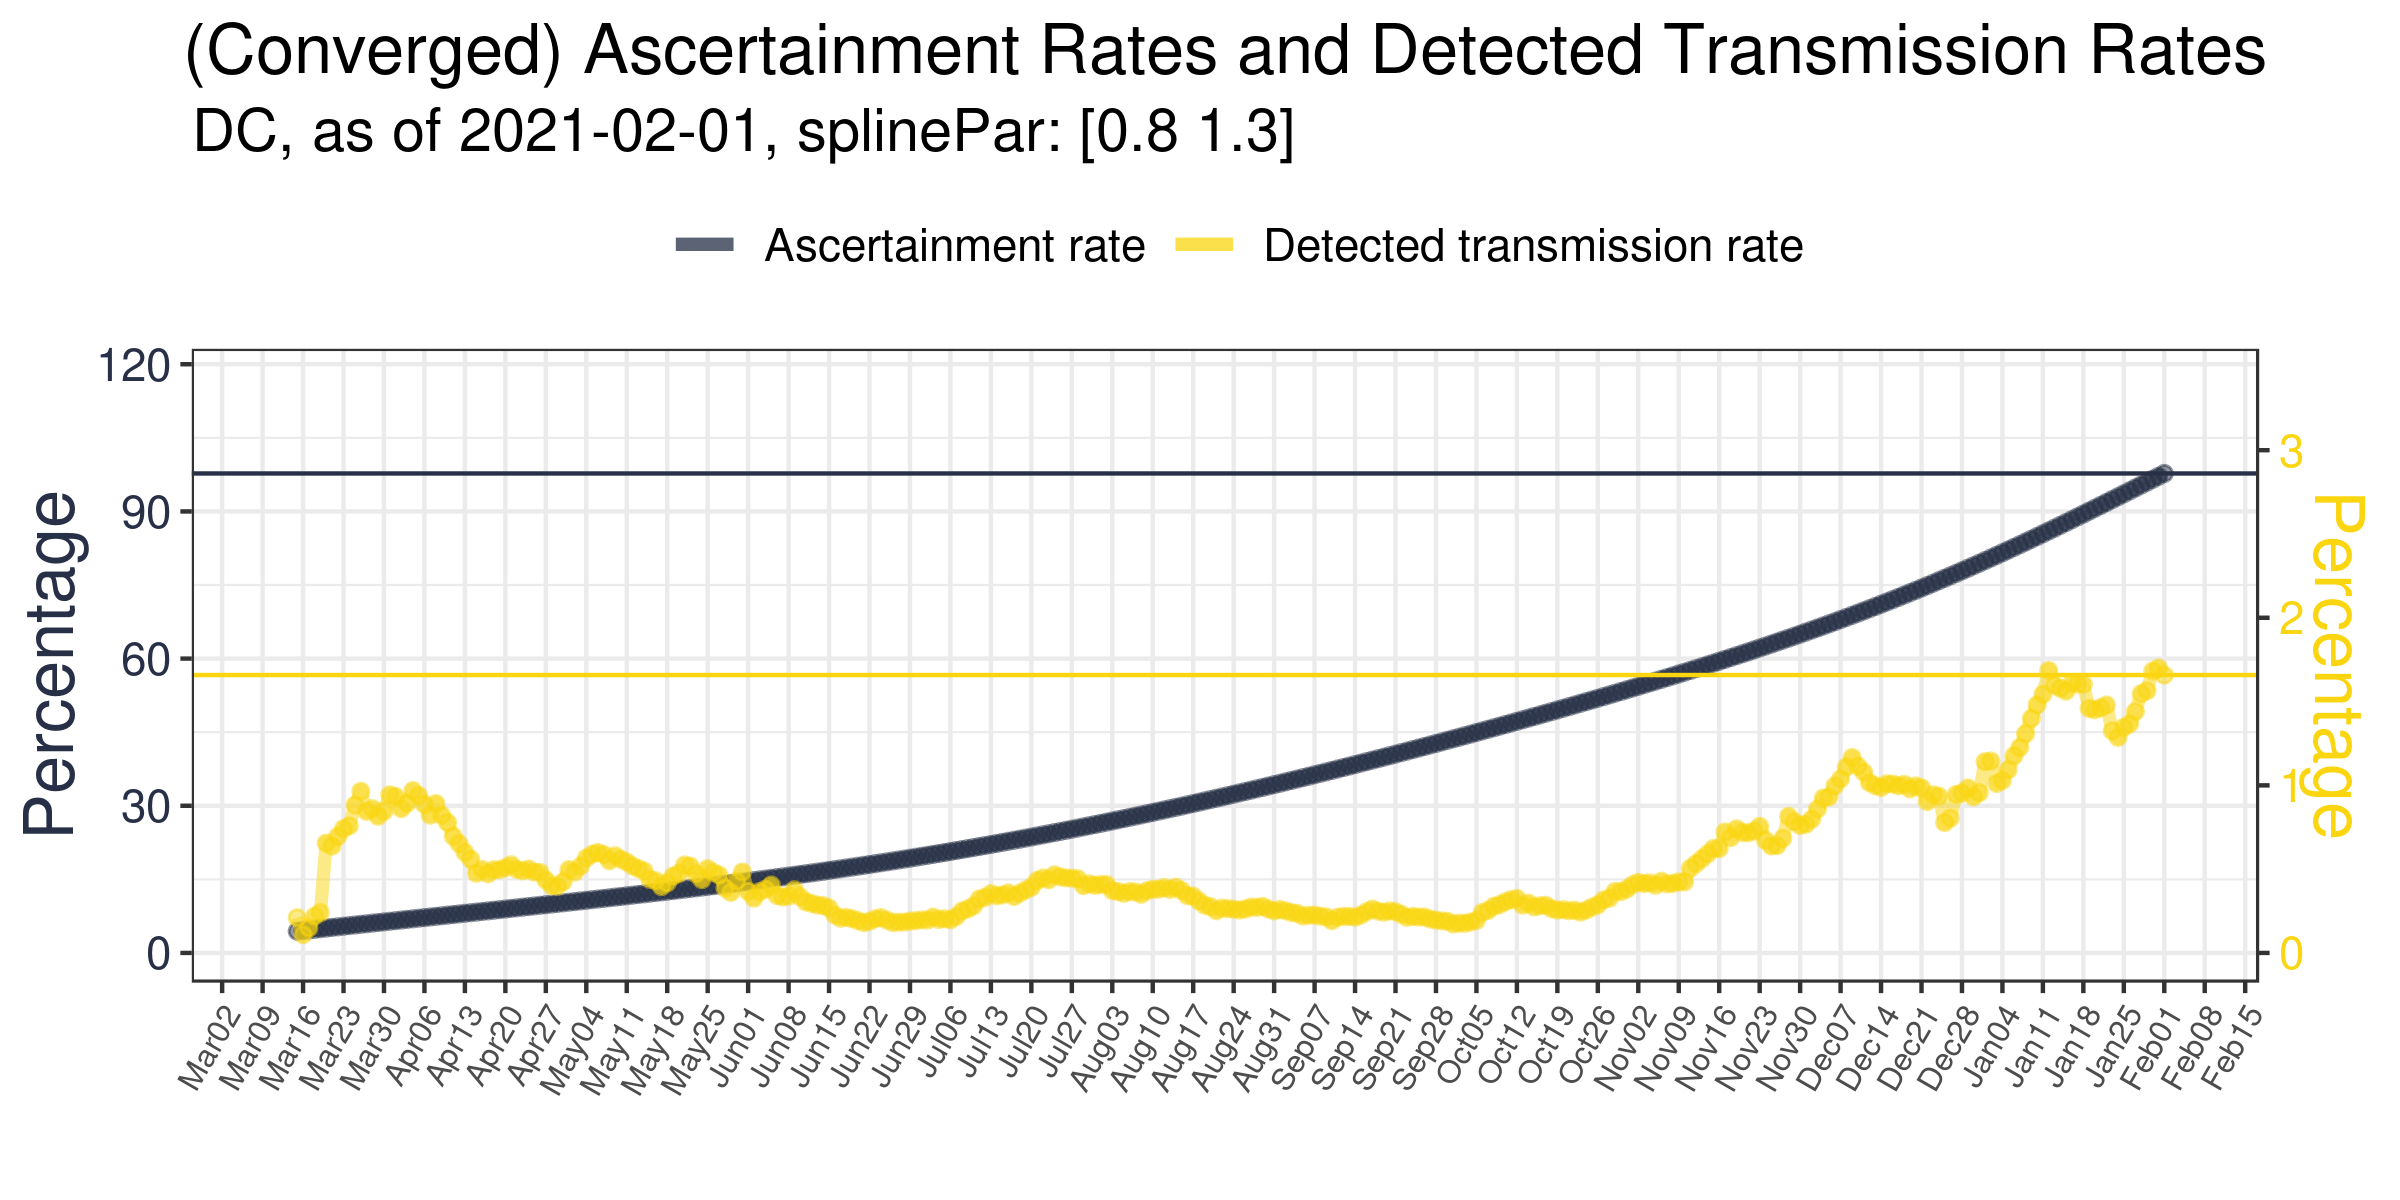 (Converged) Ascertainment Rates and Detected Transmission Rates
DC, as of 2021-02-01, splinePar: [0.8 1.3]
Ascertainment rate
Detected transmission rate
Percentage
120
90
60
30
0
3
2
1
0
Percentage
Mar02
Mar09
Mar16
Mar23
Mar30
Apr06
Apr13
Apr20
Apr27
May04
May11
May18
May25
Jun01
Jun08
Jun15
Jun22
Jun29
Jul06
Jul13
Jul20
Jul27
Aug03
Aug10
Aug17
Aug24
Aug31
Sep07
Sep14
Sep21
Sep28
Oct05
Oct12
Oct19
Oct26
Nov02
Nov09
Nov16
Nov23
Nov30
Dec07
Dec14
Dec21
Dec28
Jan04
Jan11
Jan18
Jan25
Feb01
Feb08
Feb15